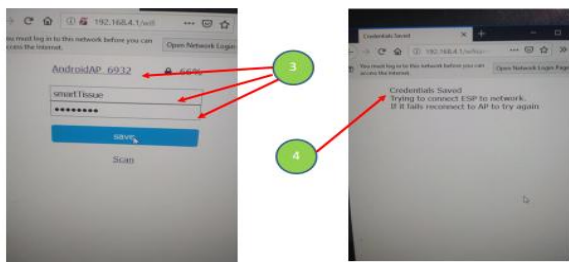 192.168.4.1/wifi
You must log in to this network before you can
access the Internet.
Open Network Login
AndroidAP_6932
66%
smartTissue
save
Scan
3
4
Credentials Saved
192.168.4.1/wifis
You must log in to this network before you can
access the Internet.
Open Network Login Page
Credentials Saved
Trying to connect ESP to network.
If it fails reconnect to AP to try again